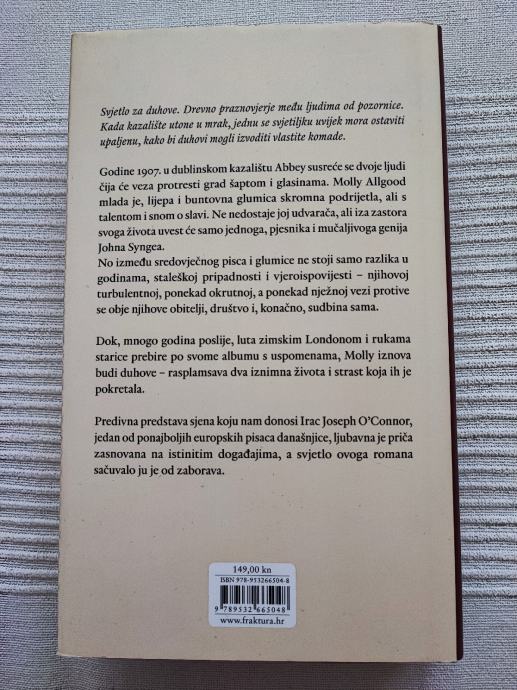 Svjetlo za duhove. Drevno praznovjerje među ljudima od pozornice.
Kada kazalište utone u mrak, jednu se svjetiljku uvijek mora ostaviti
upaljenu, kako bi duhovi mogli izvoditi vlastite komade.
Godine 1907. u dublinskom kazalištu Abbey susreće se dvoje ljudi
čija će veza protresti grad šaptom i glasinama. Molly Allgood
mlada je, lijepa i buntovna glumica skromna podrijetla, ali s
talentom i snom o slavi. Ne nedostaje joj udvarača, ali iza zastora
svoga života uvest će samo jednoga, pjesnika i mučaljivoga genija
Johna Syngea.
No između sredovječnog pisca i glumice ne stoji samo razlika u
godinama, staleškoj pripadnosti i vjeroispovijesti – njihovoj
turbulentnoj, ponekad okrutnoj, a ponekad nježnoj vezi protive
se obje njihove obitelji, društvo i, konačno, sudbina sama.
Dok, mnogo godina poslije, luta zimskim Londonom i rukama
starice prebire po svome albumu s uspomenama, Molly iznova
budi duhove – rasplamsava dva iznimna života i strast koja ih je
pokretala.
Predivna predstava sjena koju nam donosi Irac Joseph O’Connor,
jedan od ponajboljih europskih pisaca današnjice, ljubavna je priča
zasnovana na istinitim događajima, a svjetlo ovoga romana
sačuvalo ju je od zaborava.
149,00 kn
ISBN 978-953266504-8
9 789532 665048
www.fraktura.hr